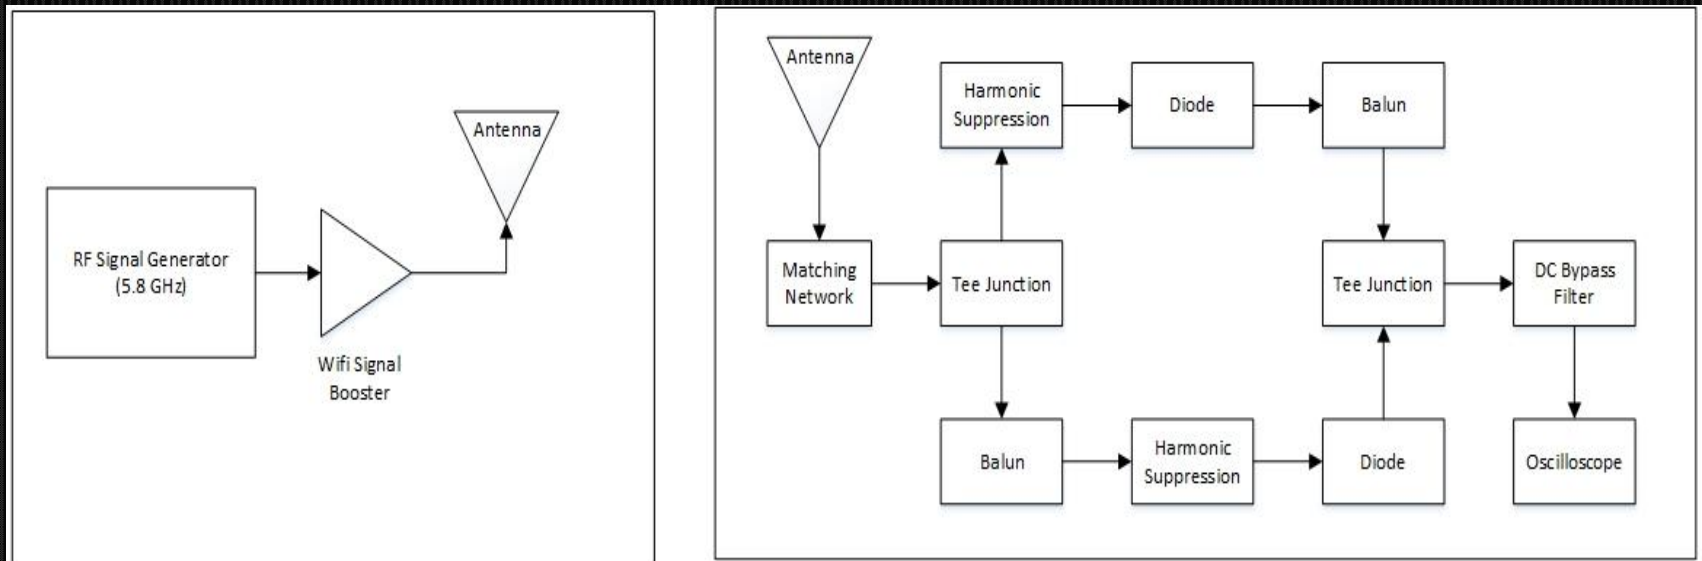 RF Signal Generator
(5.8 GHz)
Wifi Signal
Booster
Antenna
Antenna
Matching
Network
Tee Junction
Harmonic
Suppression
Diode
Balun
Balun
Harmonic
Suppression
Diode
Tee Junction
DC Bypass
Filter
Oscilloscope